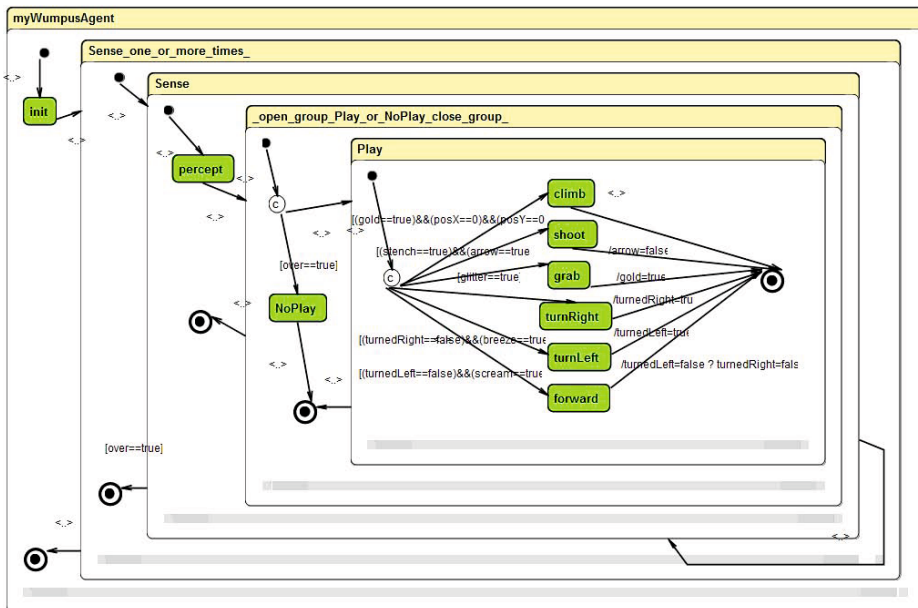 myWumpusAgent
Sense_one_or_more_times_
<..>
Sense
init
<..>
_open_group_Play_or_NoPlay_close_group_
<..>
<..>
Play
percept
<..>
<..>
c
climb
<..>
[(gold==true)&&(posX==0)&&(posY==0
<..>
<..>
shoot
[(stench==true)&&(arrow==true
/arrow=false
[over==true]
c
[glitter==true]
grab
/gold=true
<..>
NoPlay
turnRight
/turnedRight=tru
[(turnedRight==false)&&(breeze==true
turnLeft
/turnedLeft=true
<..>
[(turnedLeft==false)&&(scream==true
/turnedLeft=false ? turnedRight=fals
<..>
forward
[over==true]
<..>
<..>